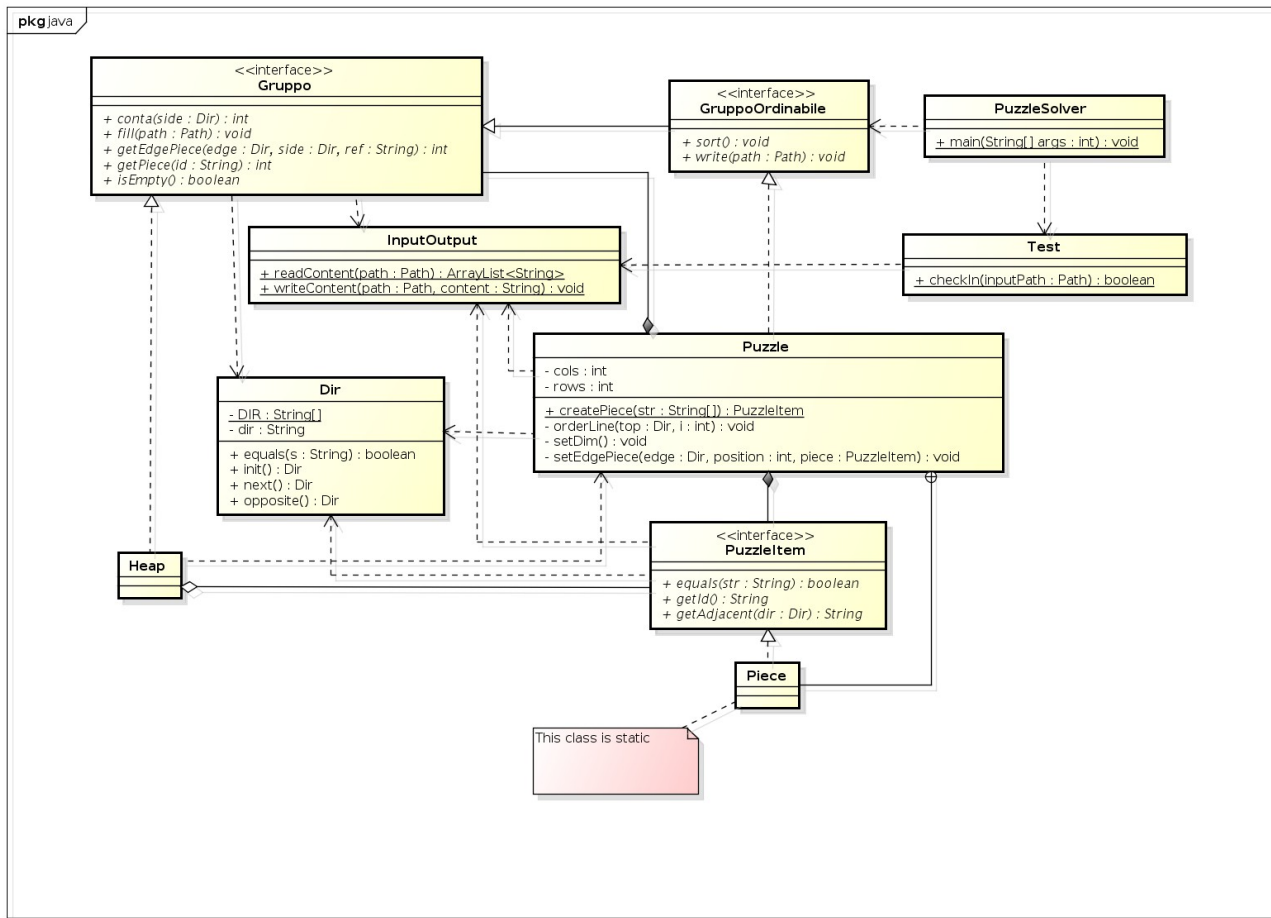 pkg java
<<interface>>
Gruppo
+ conta(side : Dir) : int
+ fill(path : Path) : void
+ getEdgePiece(edge : Dir, side : Dir, ref : String) : int
+ getPiece(id : String) : int
+ isEmpty() : boolean
<<interface>>
GruppoOrdinabile
+ sort() : void
+ write(path : Path) : void
PuzzleSolver
+ main(String[] args : int) : void
InputOutput
+ readContent(path : Path) : ArrayList<String>
+ writeContent(path : Path, content : String) : void
Test
+ checkIn(inputPath : Path) : boolean
Puzzle
- cols : int
- rows : int
+ createPiece(str : String[]) : PuzzleItem
- orderLine(top : Dir, i : int) : void
- setDim() : void
- setEdgePiece(edge : Dir, position : int, piece : PuzzleItem) : void
Dir
- DIR : String[]
- dir : String
+ equals(s : String) : boolean
+ init() : Dir
+ next() : Dir
+ opposite() : Dir
Heap
<<interface>>
PuzzleItem
+ equals(str : String) : boolean
+ getId() : String
+ getAdjacent(dir : Dir) : String
Piece
This class is static